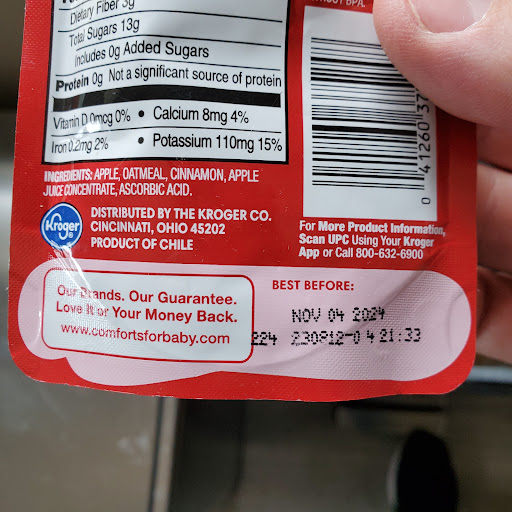 Dietary Fiber 3g
Total Sugars 13g
Includes 0g Added Sugars
Protein 0g Not a significant source of protein
Vitamin D 0mcg 0% • Calcium 8mg 4%
Iron 0.2mg 2% • Potassium 110mg 15%
INGREDIENTS: APPLE, OATMEAL, CINNAMON, APPLE
JUICE CONCENTRATE, ASCORBIC ACID.
Kroger
DISTRIBUTED BY THE KROGER CO.
CINCINNATI, OHIO 45202
PRODUCT OF CHILE
0 41260 37
For More Product Information,
Scan UPC Using Your Kroger
App or Call 800-632-6900
Our Brands. Our Guarantee.
Love It or Your Money Back.
www.comfortsforbaby.com
BEST BEFORE:
NOV 04 2024
224 230812-0 4 21:33